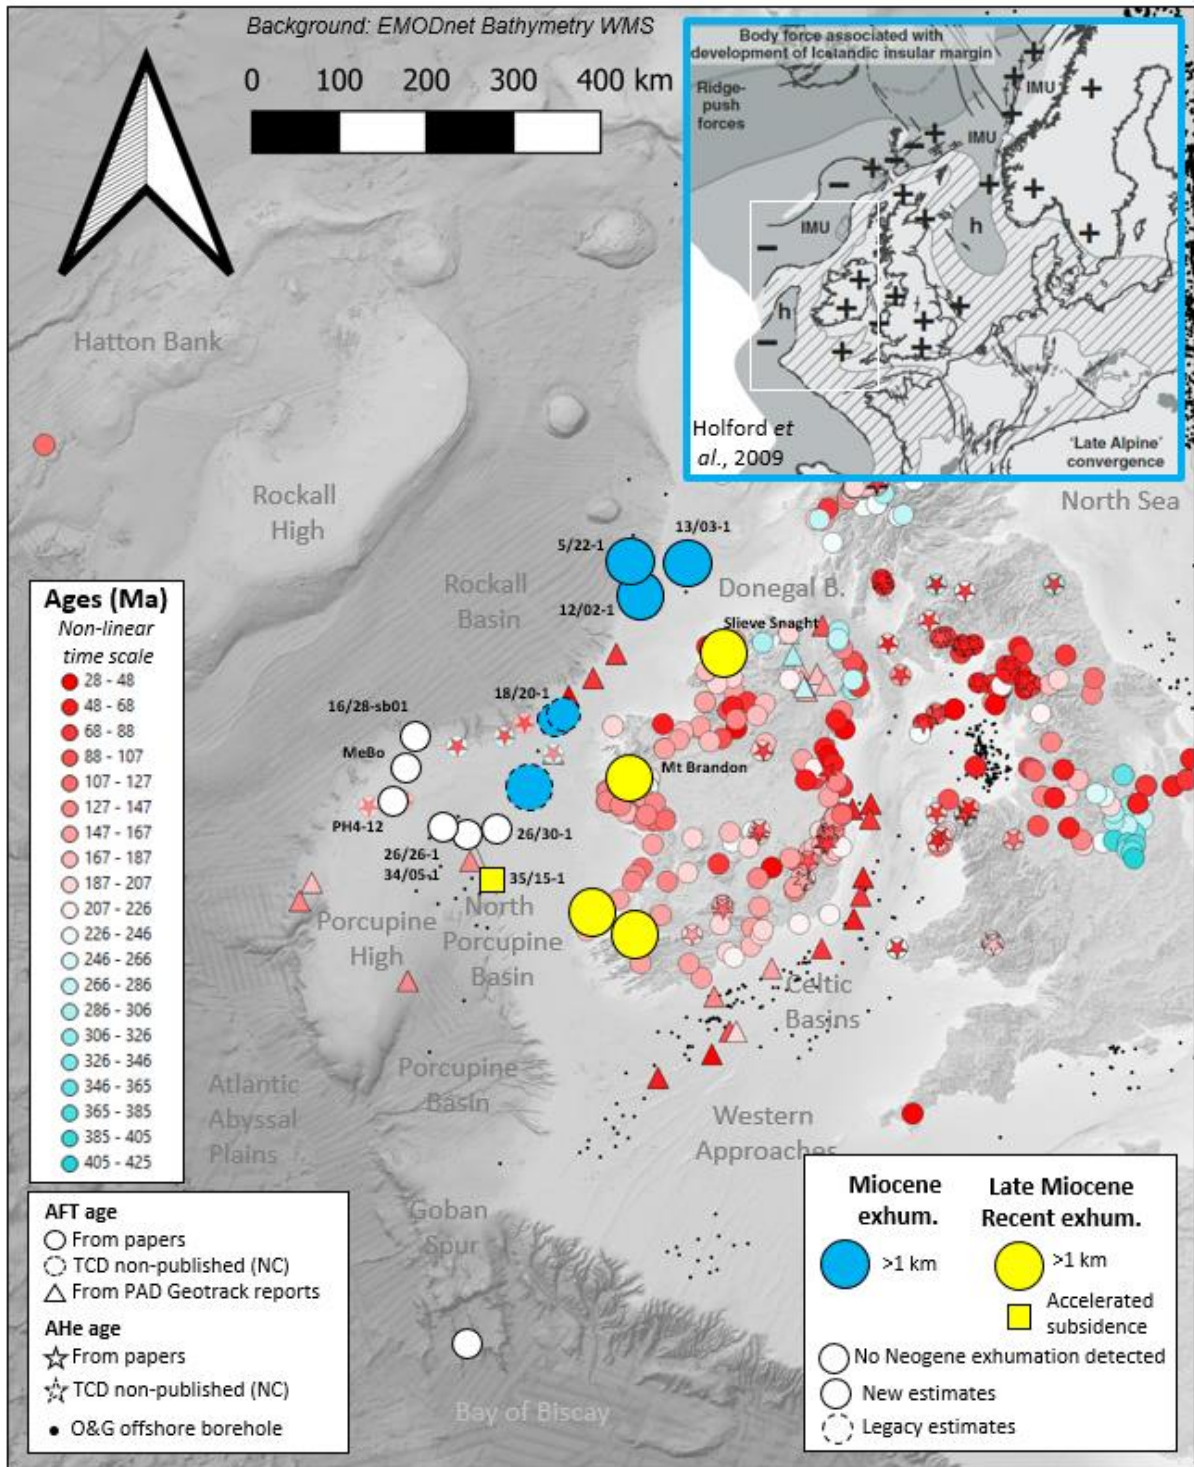 Background: EMODnet Bathymetry WMS
0 100 200 300 400 km
Body force associated with
development of Icelandic insular margin
Ridge-
push
forces
IMU
IMU
IMU
h
h
Holford et
al., 2009
'Late Alpine'
convergence
Hatton Bank
Rockall
High
North Sea
13/03-1
5/22-1
Rockall
Basin
12/02-1
Donegal B.
Slieve Snaght
18/20-1
16/28-sb01
MeBo
Mt Brandon
PH4-12
26/30-1
26/26-1
34/05-1
35/15-1
North
Porcupine
Basin
Porcupine
High
Celtic
Basins
Porcupine
Basin
Atlantic
Abyssal
Plains
Western
Approaches
Goban
Spur
Bay of Biscay
Ages (Ma)
Non-linear
time scale
28 - 48
48 - 68
68 - 88
88 - 107
107 - 127
127 - 147
147 - 167
167 - 187
187 - 207
207 - 226
226 - 246
246 - 266
266 - 286
286 - 306
306 - 326
326 - 346
346 - 365
365 - 385
385 - 405
405 - 425
AFT age
From papers
TCD non-published (NC)
From PAD Geotrack reports
AHe age
From papers
TCD non-published (NC)
O&G offshore borehole
Miocene
exhum.
>1 km
Late Miocene
Recent exhum.
>1 km
Accelerated
subsidence
No Neogene exhumation detected
New estimates
Legacy estimates